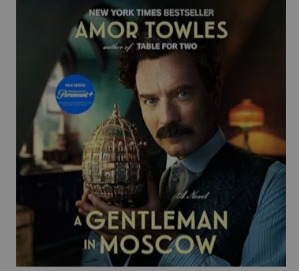 NEW YORK TIMES BESTSELLER
AMOR TOWLES
author of TABLE FOR TWO
Paramount+
A Novel
A GENTLEMAN
IN MOSCOW